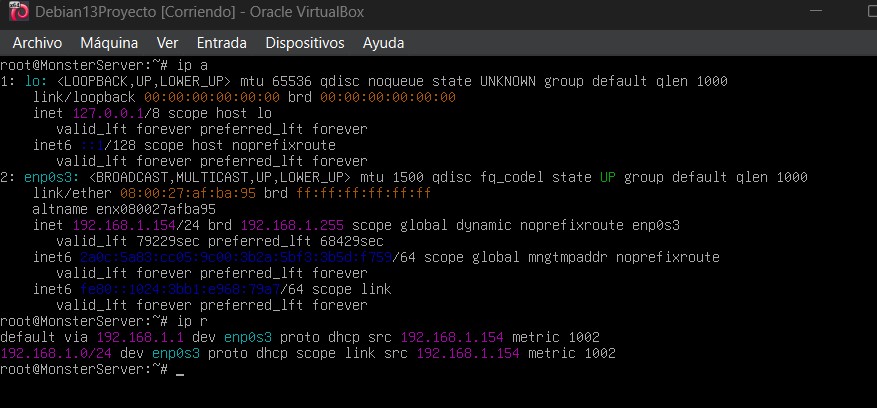 Debian13Proyecto [Corriendo] - Oracle VirtualBox
Archivo Máquina Ver Entrada Dispositivos Ayuda
root@MonsterServer:~# ip a
1: lo: <LOOPBACK,UP,LOWER_UP> mtu 65536 qdisc noqueue state UNKNOWN group default qlen 1000
    link/loopback 00:00:00:00:00:00 brd 00:00:00:00:00:00
    inet 127.0.0.1/8 scope host lo
       valid_lft forever preferred_lft forever
    inet6 ::1/128 scope host noprefixroute
       valid_lft forever preferred_lft forever
2: enp0s3: <BROADCAST,MULTICAST,UP,LOWER_UP> mtu 1500 qdisc fq_codel state UP group default qlen 1000
    link/ether 08:00:27:af:ba:95 brd ff:ff:ff:ff:ff:ff
    altname enx080027afba95
    inet 192.168.1.154/24 brd 192.168.1.255 scope global dynamic noprefixroute enp0s3
       valid_lft 79229sec preferred_lft 68429sec
    inet6 2a0c:5a83:cc05:9c00:3b2a:5bf3:3b5d:f759/64 scope global mngtmpaddr noprefixroute
       valid_lft forever preferred_lft forever
    inet6 fe80::1024:3bb1:e968:79a7/64 scope link
       valid_lft forever preferred_lft forever
root@MonsterServer:~# ip r
default via 192.168.1.1 dev enp0s3 proto dhcp src 192.168.1.154 metric 1002
192.168.1.0/24 dev enp0s3 proto dhcp scope link src 192.168.1.154 metric 1002
root@MonsterServer:~# _